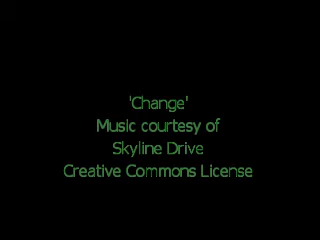 'Change'
Music courtesy of
Skyline Drive
Creative Commons License